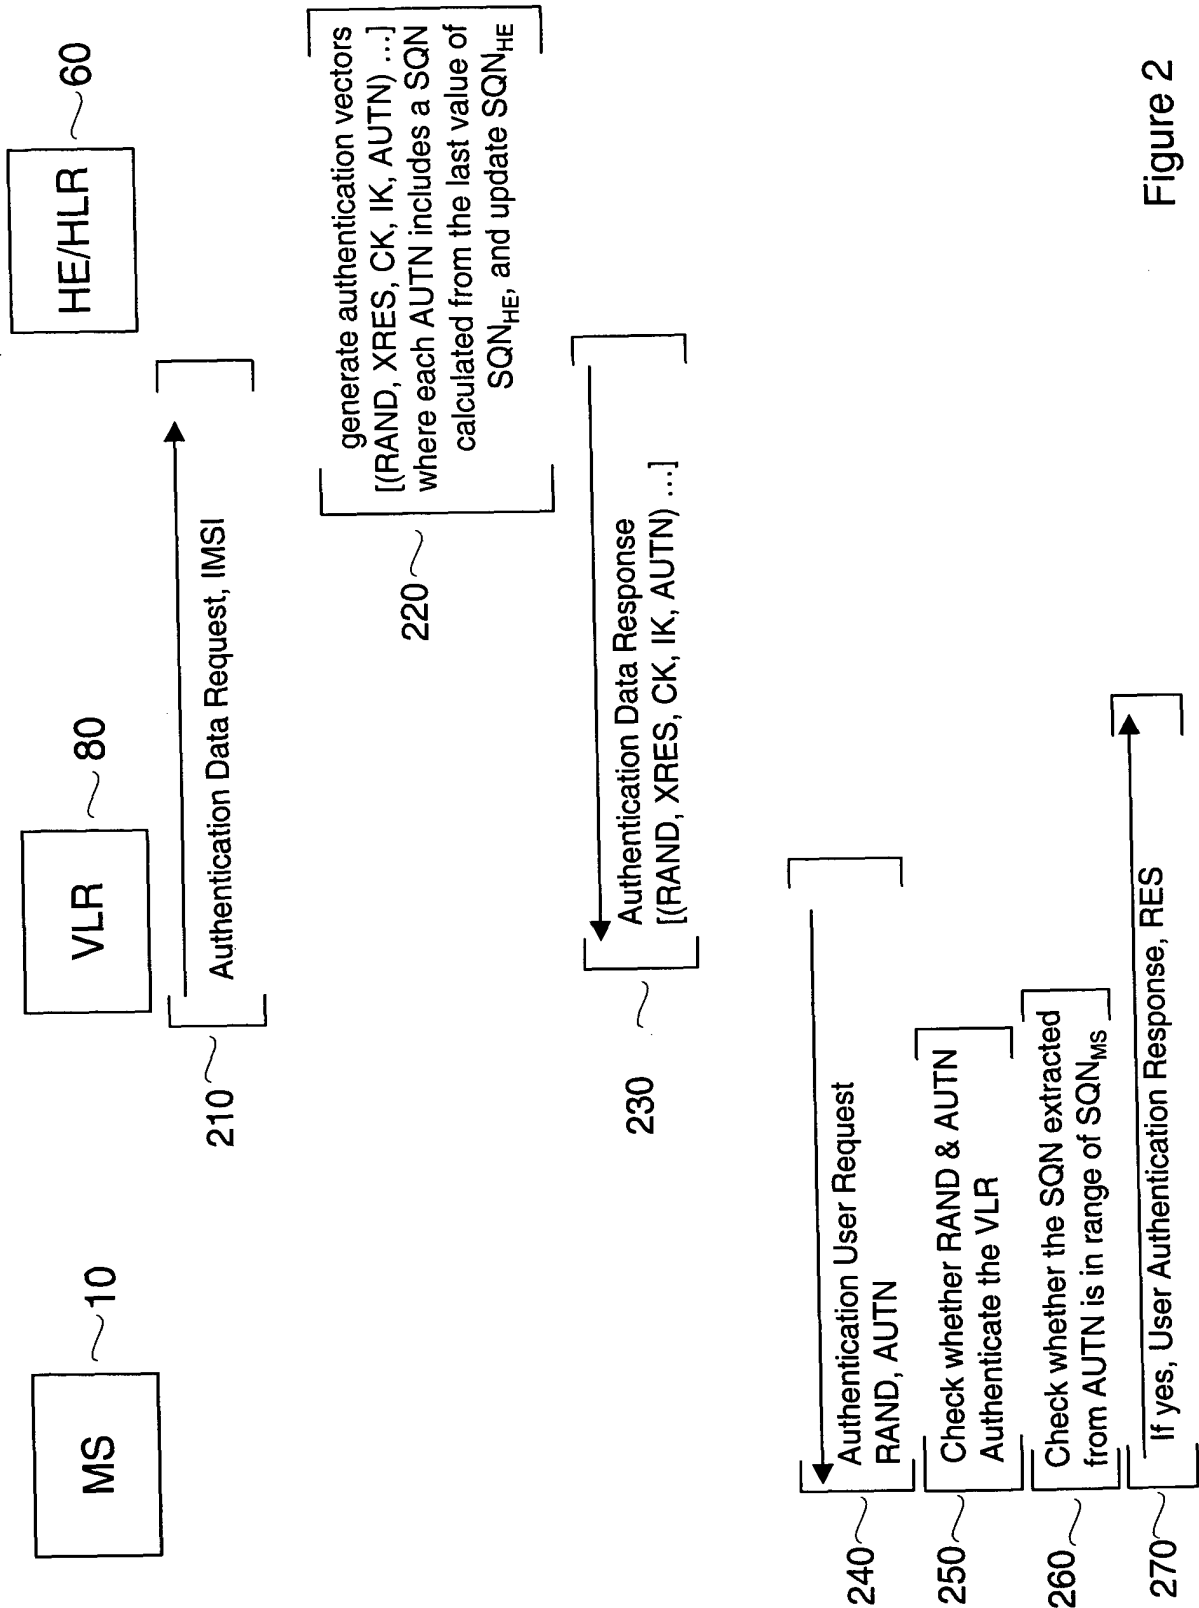 MS
10
VLR
80
HE/HLR
60
210
Authentication Data Request, IMSI
220
generate authentication vectors
[(RAND, XRES, CK, IK, AUTN) ...]
where each AUTN includes a SQN
calculated from the last value of
SQNHE, and update SQNHE
230
Authentication Data Response
[(RAND, XRES, CK, IK, AUTN) ...]
240
Authentication User Request
RAND, AUTN
250
Check whether RAND & AUTN
Authenticate the VLR
260
Check whether the SQN extracted
from AUTN is in range of SQNMS
270
If yes, User Authentication Response, RES
Figure 2